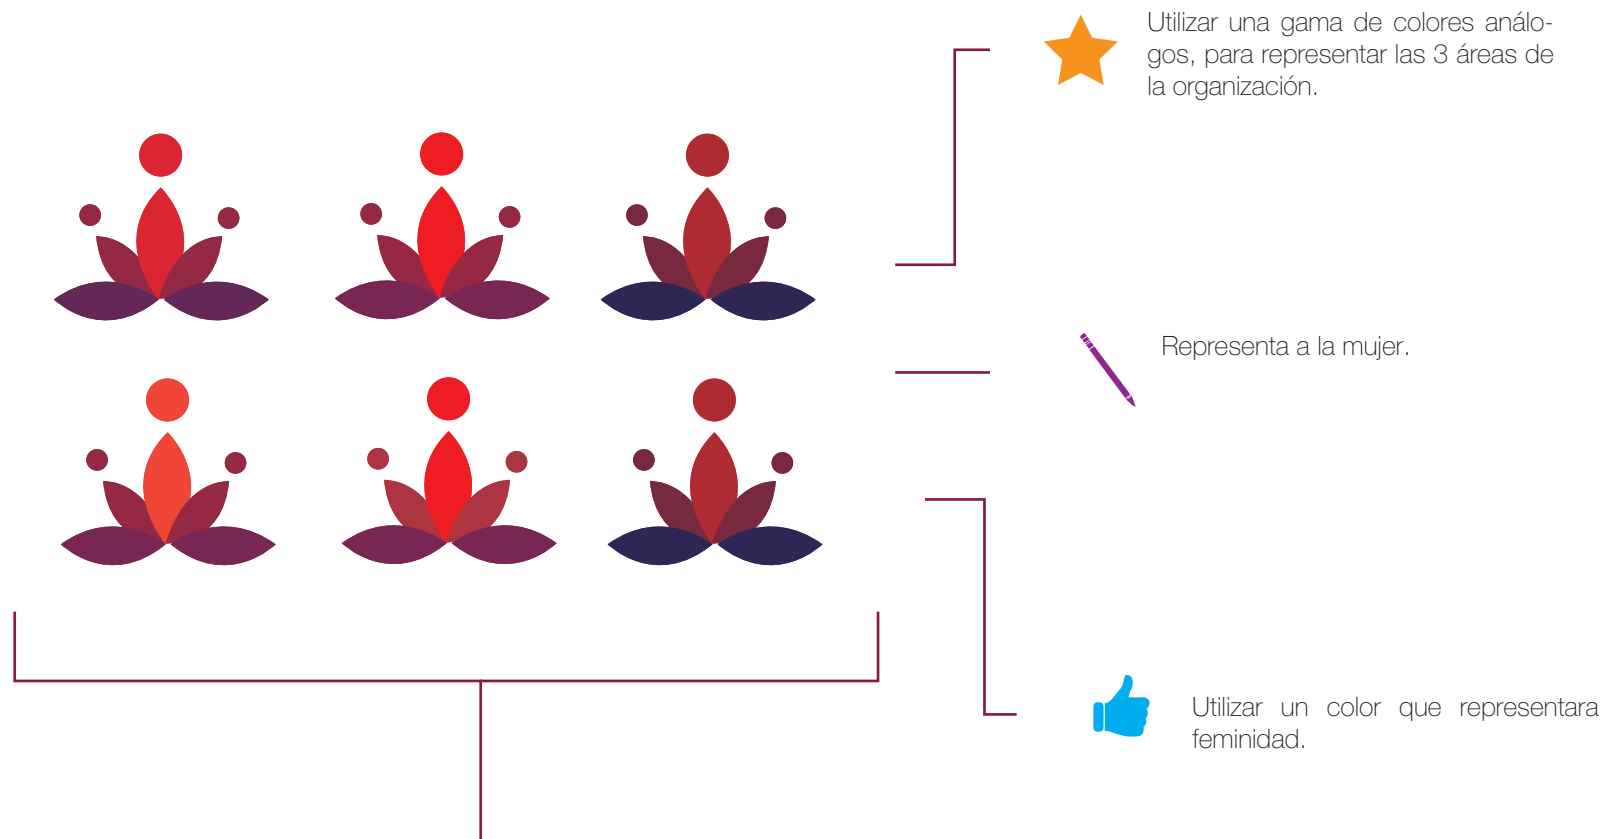 Utilizar una gama de colores análo-
gos, para representar las 3 áreas de
la organización.
Representa a la mujer.
Utilizar un color que representara
feminidad.